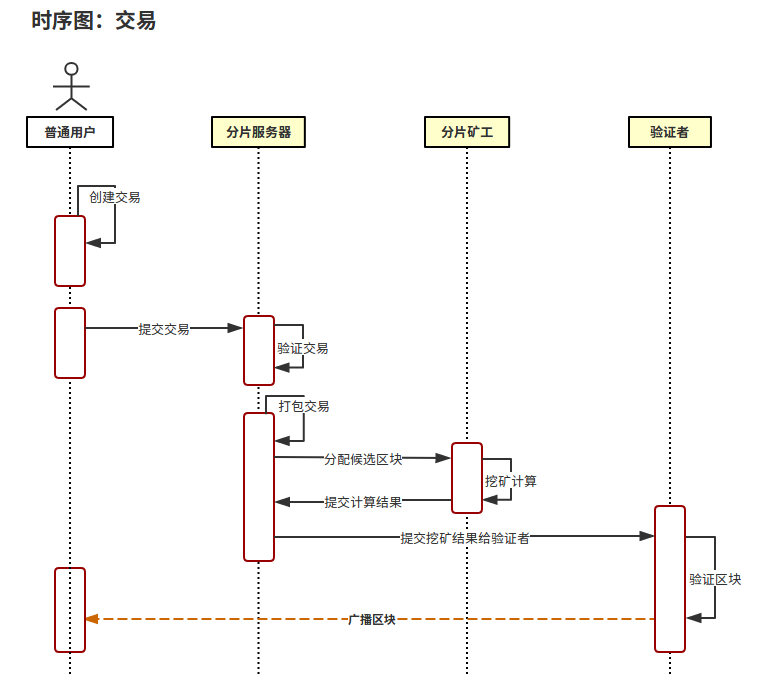 时序图：交易
普通用户
分片服务器
分片矿工
验证者
创建交易
提交交易
验证交易
打包交易
分配候选区块
挖矿计算
提交计算结果
提交挖矿结果给验证者
验证区块
广播区块